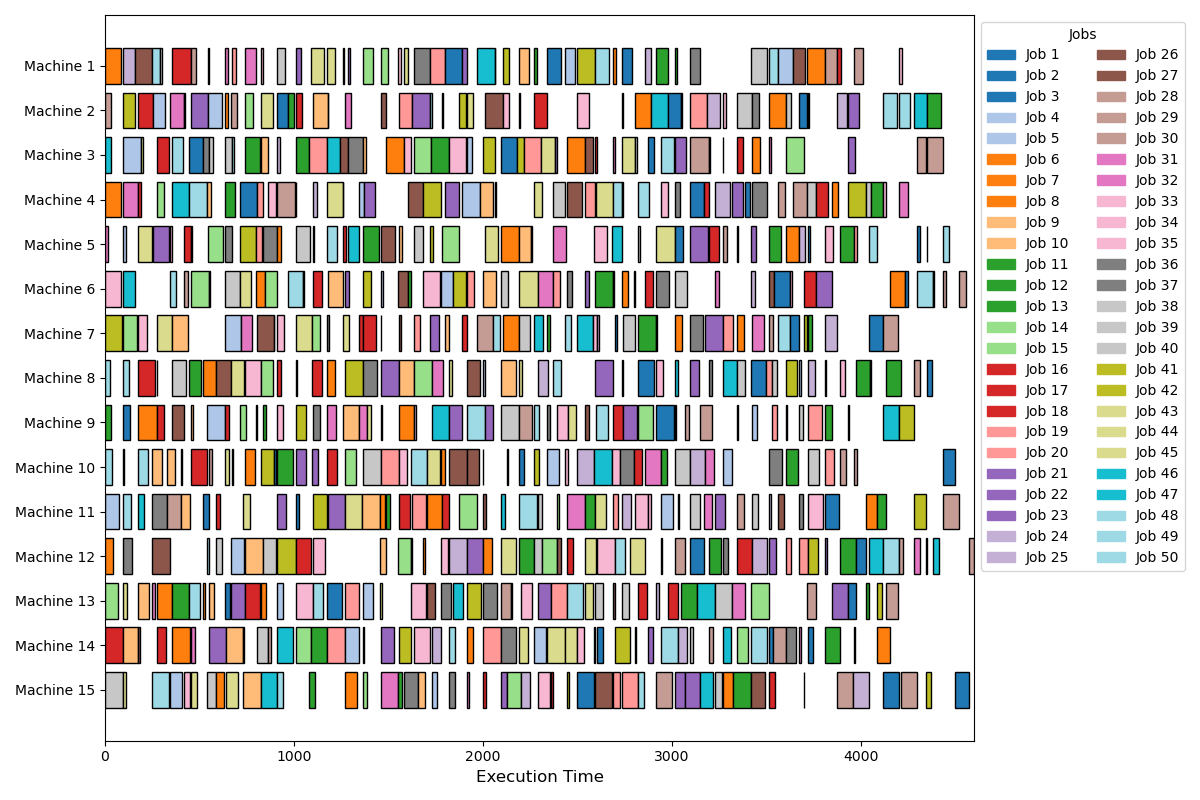 Machine 1
Machine 2
Machine 3
Machine 4
Machine 5
Machine 6
Machine 7
Machine 8
Machine 9
Machine 10
Machine 11
Machine 12
Machine 13
Machine 14
Machine 15
0 1000 2000 3000 4000
Execution Time
Jobs
Job 1
Job 2
Job 3
Job 4
Job 5
Job 6
Job 7
Job 8
Job 9
Job 10
Job 11
Job 12
Job 13
Job 14
Job 15
Job 16
Job 17
Job 18
Job 19
Job 20
Job 21
Job 22
Job 23
Job 24
Job 25
Job 26
Job 27
Job 28
Job 29
Job 30
Job 31
Job 32
Job 33
Job 34
Job 35
Job 36
Job 37
Job 38
Job 39
Job 40
Job 41
Job 42
Job 43
Job 44
Job 45
Job 46
Job 47
Job 48
Job 49
Job 50